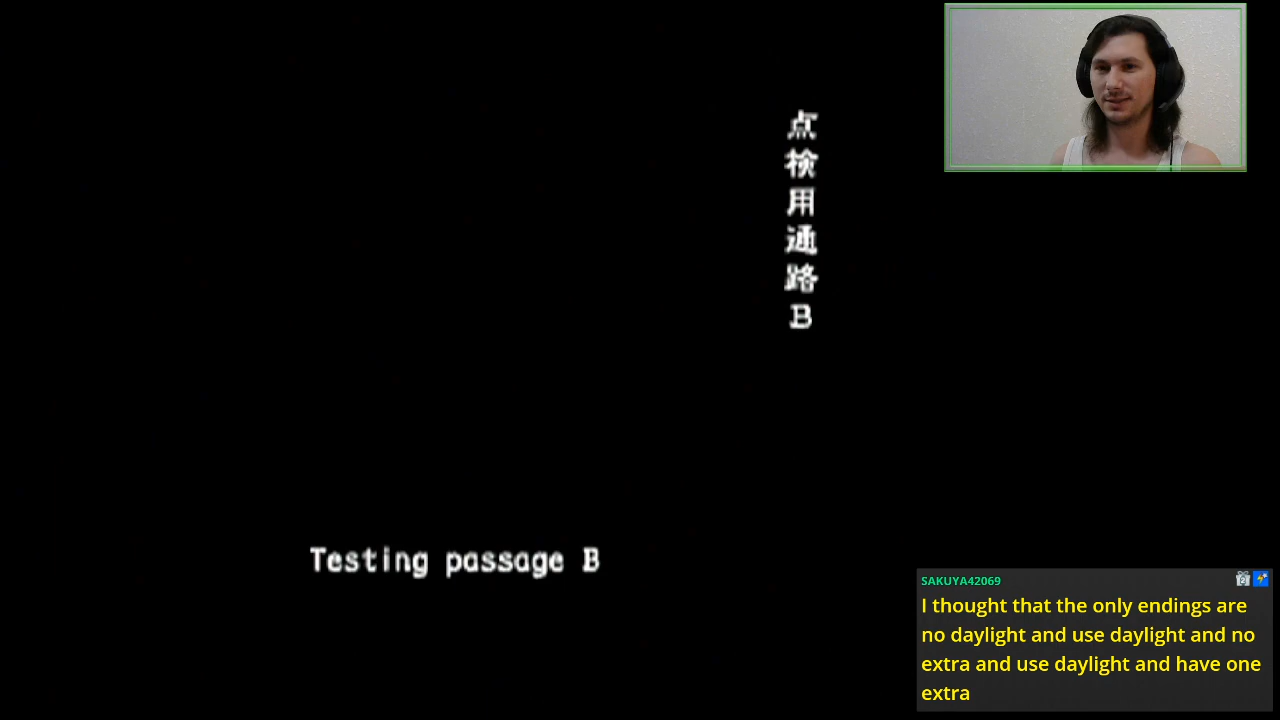 点検用通路B
Testing passage B
SAKUYA42069
I thought that the only endings are
no daylight and use daylight and no
extra and use daylight and have one
extra